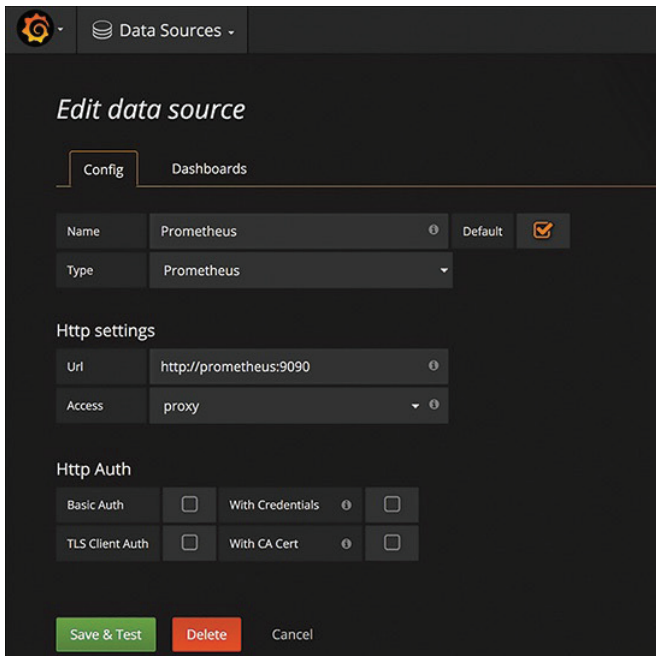 Data Sources
Edit data source
Config Dashboards
Name Prometheus Default
Type Prometheus
Http settings
Url http://prometheus:9090
Access proxy
Http Auth
Basic Auth With Credentials
TLS Client Auth With CA Cert
Save & Test Delete Cancel